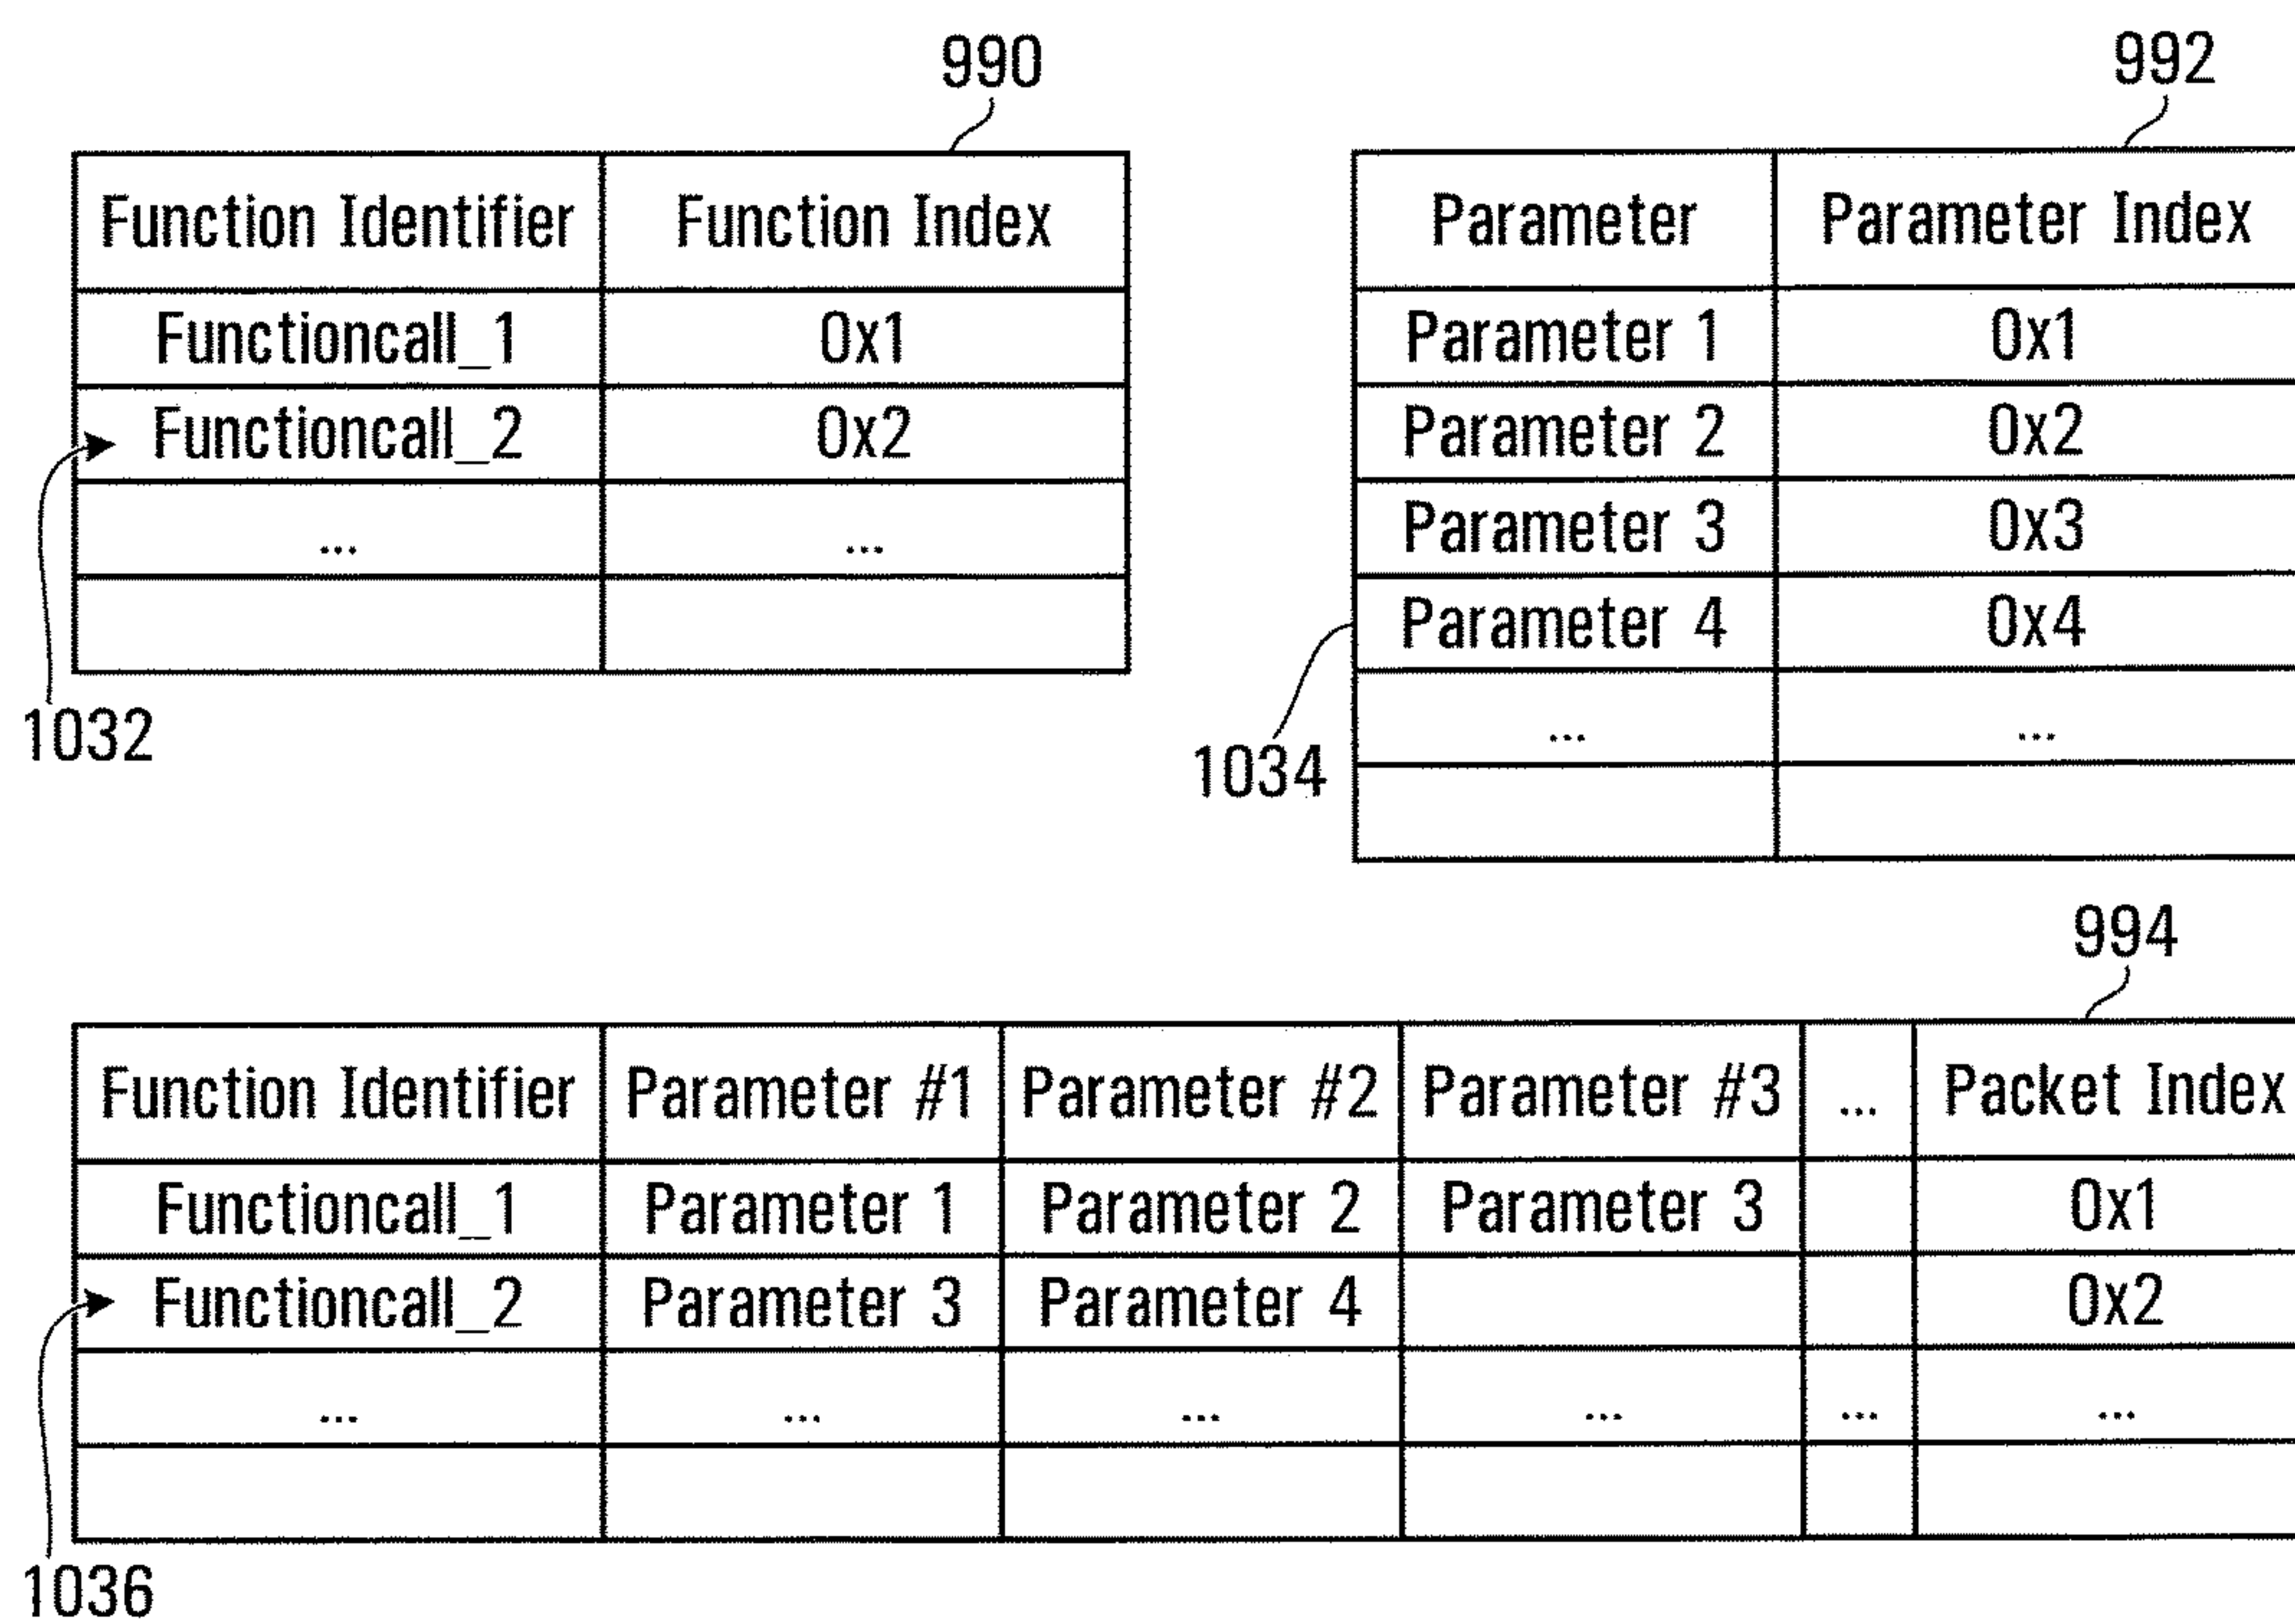 990
Function Identifier Function Index
Functioncall_1 0x1
Functioncall_2 0x2
... ...
1032
992
Parameter Parameter Index
Parameter 1 0x1
Parameter 2 0x2
Parameter 3 0x3
Parameter 4 0x4
... ...
1034
994
Function Identifier Parameter #1 Parameter #2 Parameter #3 ... Packet Index
Functioncall_1 Parameter 1 Parameter 2 Parameter 3 0x1
Functioncall_2 Parameter 3 Parameter 4 0x2
... ... ... ... ... ...
1036